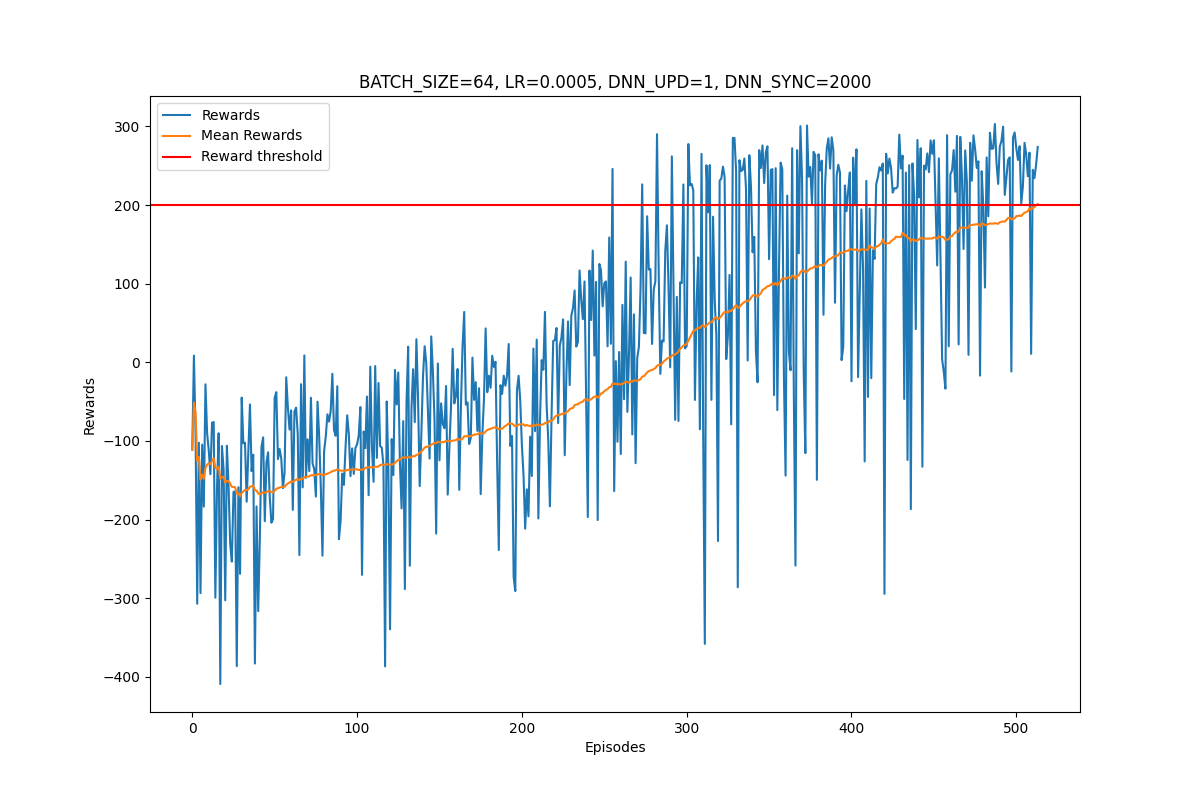 BATCH_SIZE=64, LR=0.0005, DNN_UPD=1, DNN_SYNC=2000
Rewards
Mean Rewards
Reward threshold
300
200
100
0
−100
−200
−300
−400
Rewards
0 100 200 300 400 500
Episodes